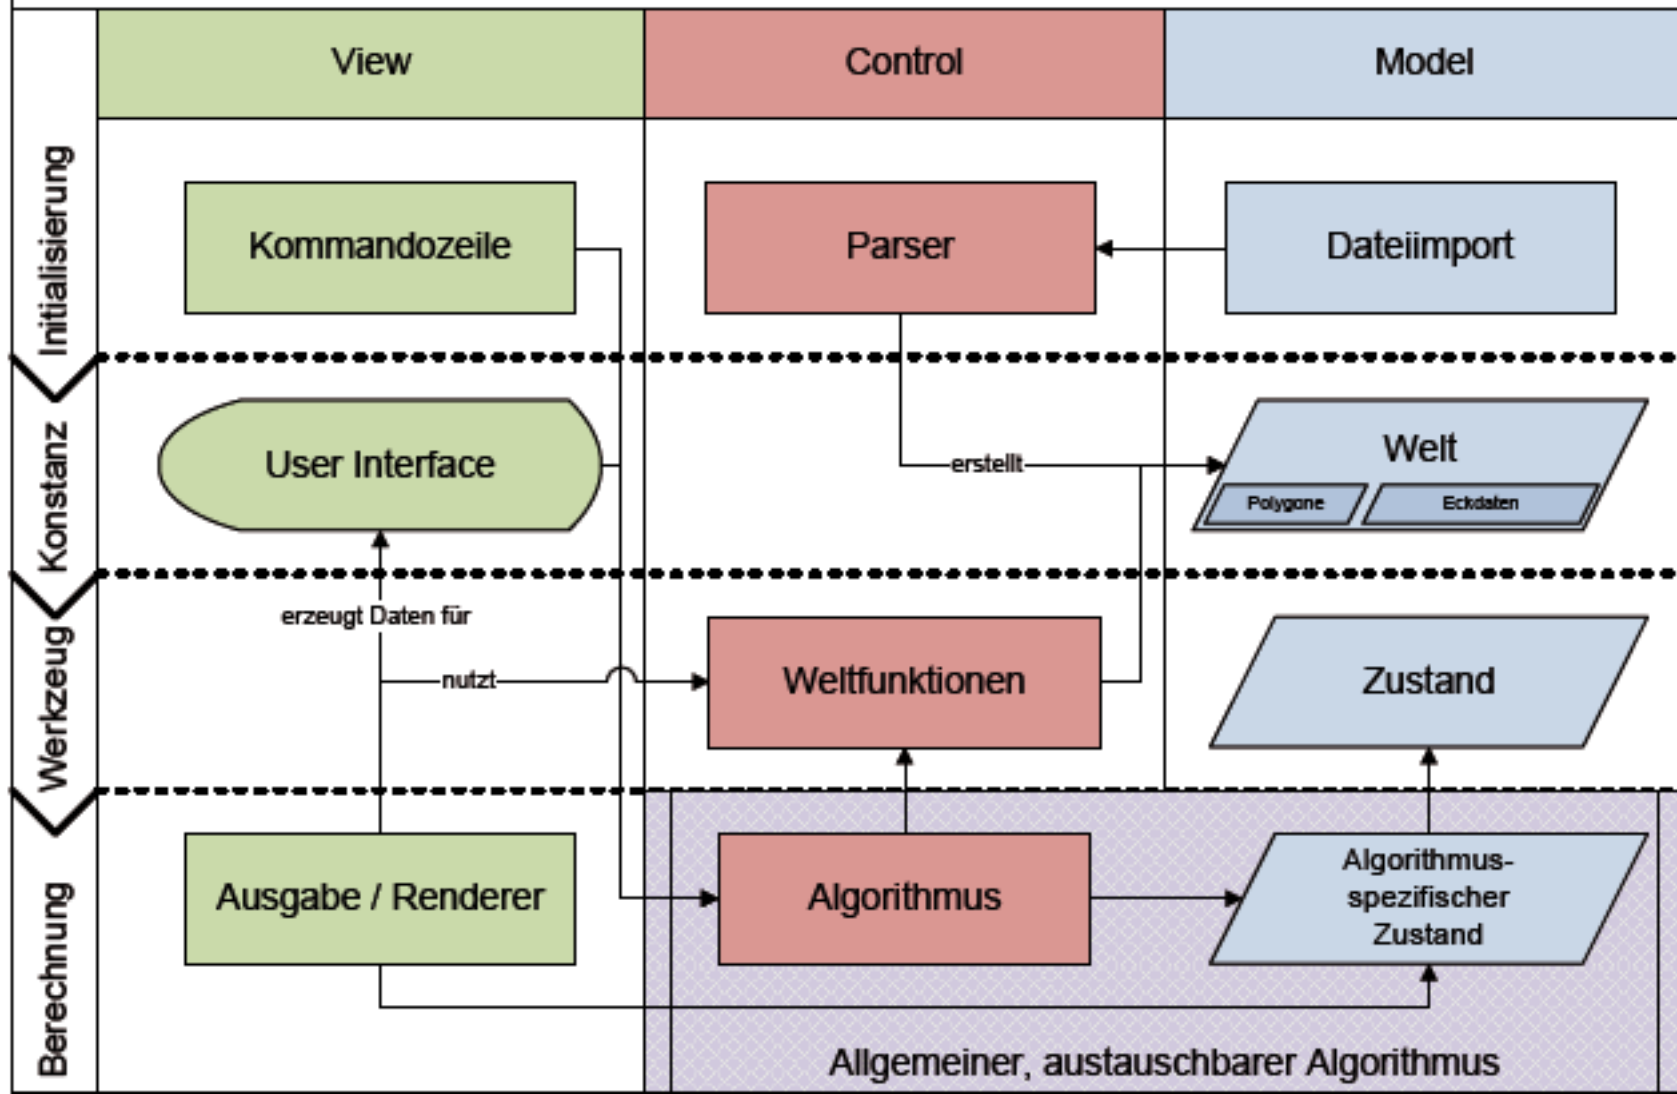 View
Control
Model
Initialisierung
Kommandozeile
Parser
Dateiimport
Konstanz
User Interface
erstellt
Welt
Polygone
Eckdaten
Werkzeug
erzeugt Daten für
nutzt
Weltfunktionen
Zustand
Berechnung
Ausgabe / Renderer
Algorithmus
Algorithmus-
spezifischer
Zustand
Allgemeiner, austauschbarer Algorithmus